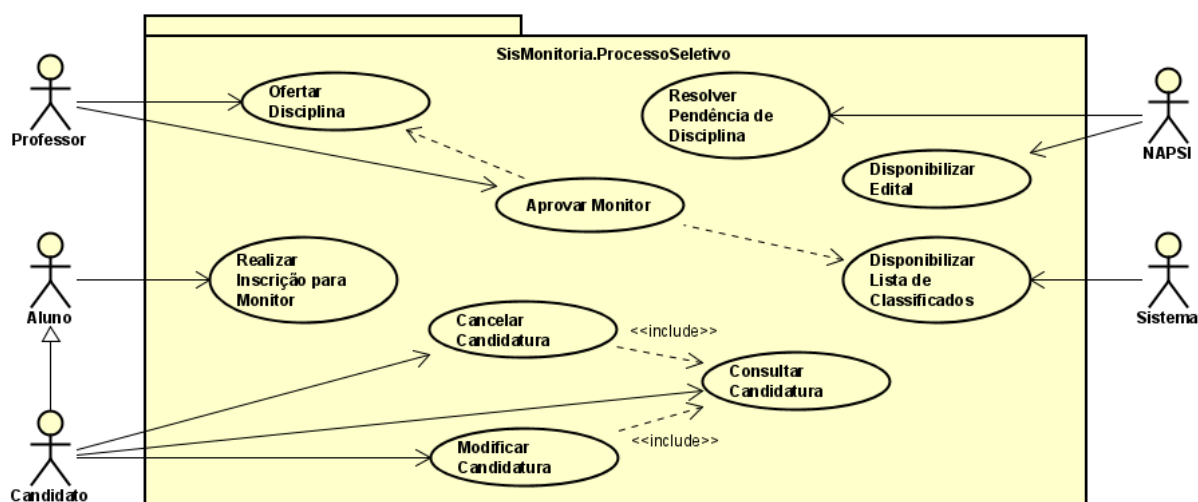 SisMonitoria.ProcessoSeletivo
Professor
Ofertar
Disciplina
Resolver
Pendência de
Disciplina
NAPSI
Disponibilizar
Edital
Aprovar Monitor
Aluno
Realizar
Inscrição para
Monitor
Disponibilizar
Lista de
Classificados
Sistema
Cancelar
Candidatura
<<include>>
Consultar
Candidatura
<<include>>
Modificar
Candidatura
Candidato